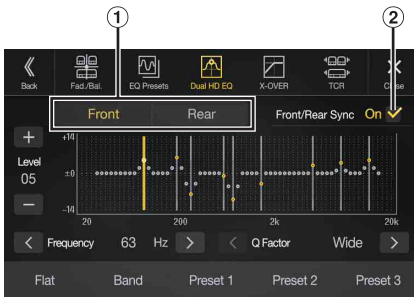 1 2
Back Fad./Bal. EQ Presets Dual HD EQ X-OVER TCR Close
Front Rear Front/Rear Sync On
+14
Level ±0
05
-14
20 200 2k 20k
Frequency 63 Hz Q Factor Wide
Flat Band Preset 1 Preset 2 Preset 3